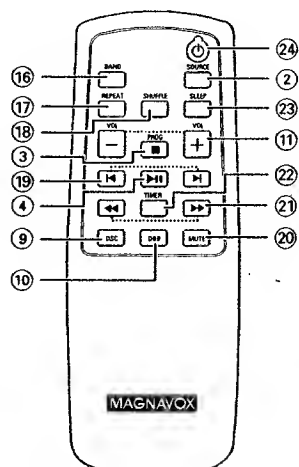 24
BAND
SOURCE
16
2
REPEAT
SHUFFLE
SLEEP
17
23
18
VOL
VOL
11
PROG
3
22
19
4
TIMER
21
9
DSC
DBB
MUTE
20
10
MAGNAVOX